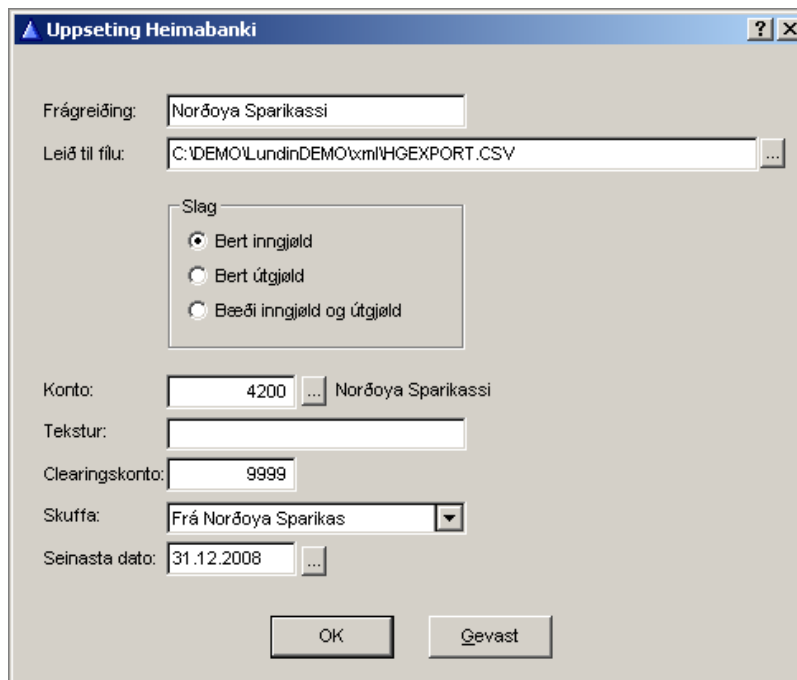 Uppseting Heimabanki
Frágreiðing: Norðoya Sparikassi
Leið til fílu: C:\DEMO\LundinDEMO\xml\HGEXPORT.CSV ...
Slag
Bert inngjøld
Bert útgjøld
Bæði inngjøld og útgjøld
Konto: 4200 ... Norðoya Sparikassi
Tekstur:
Clearingskonto: 9999
Skuffa: Frá Norðoya Sparikas
Seinasta dato: 31.12.2008 ...
OK Gevast